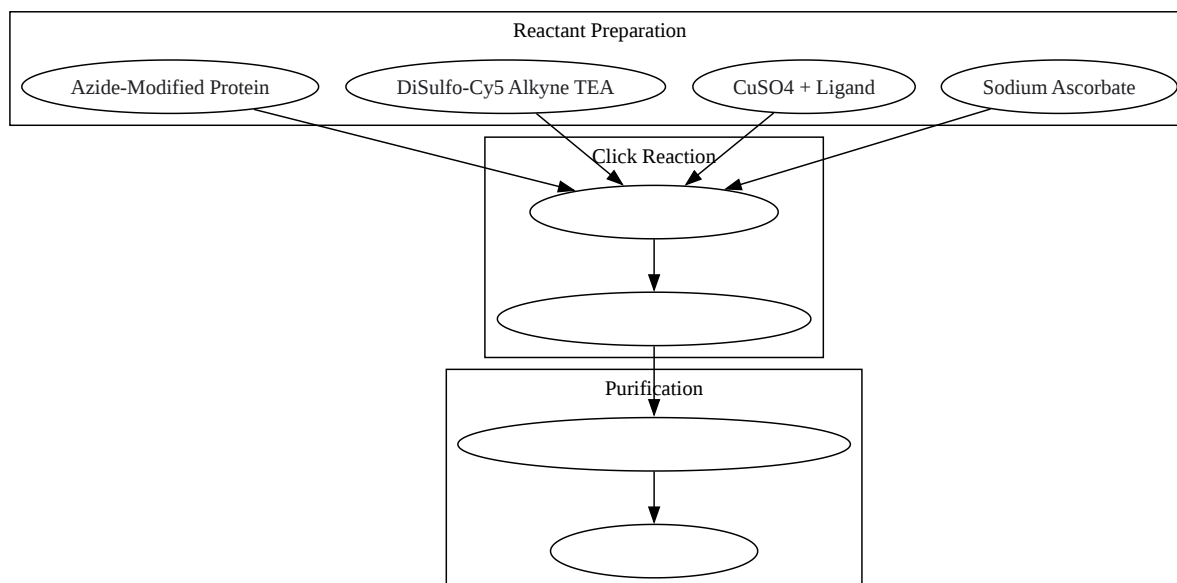 Reactant Preparation
Azide-Modified Protein
DiSulfo-Cy5 Alkyne TEA
CuSO4 + Ligand
Sodium Ascorbate
Click Reaction
Purification